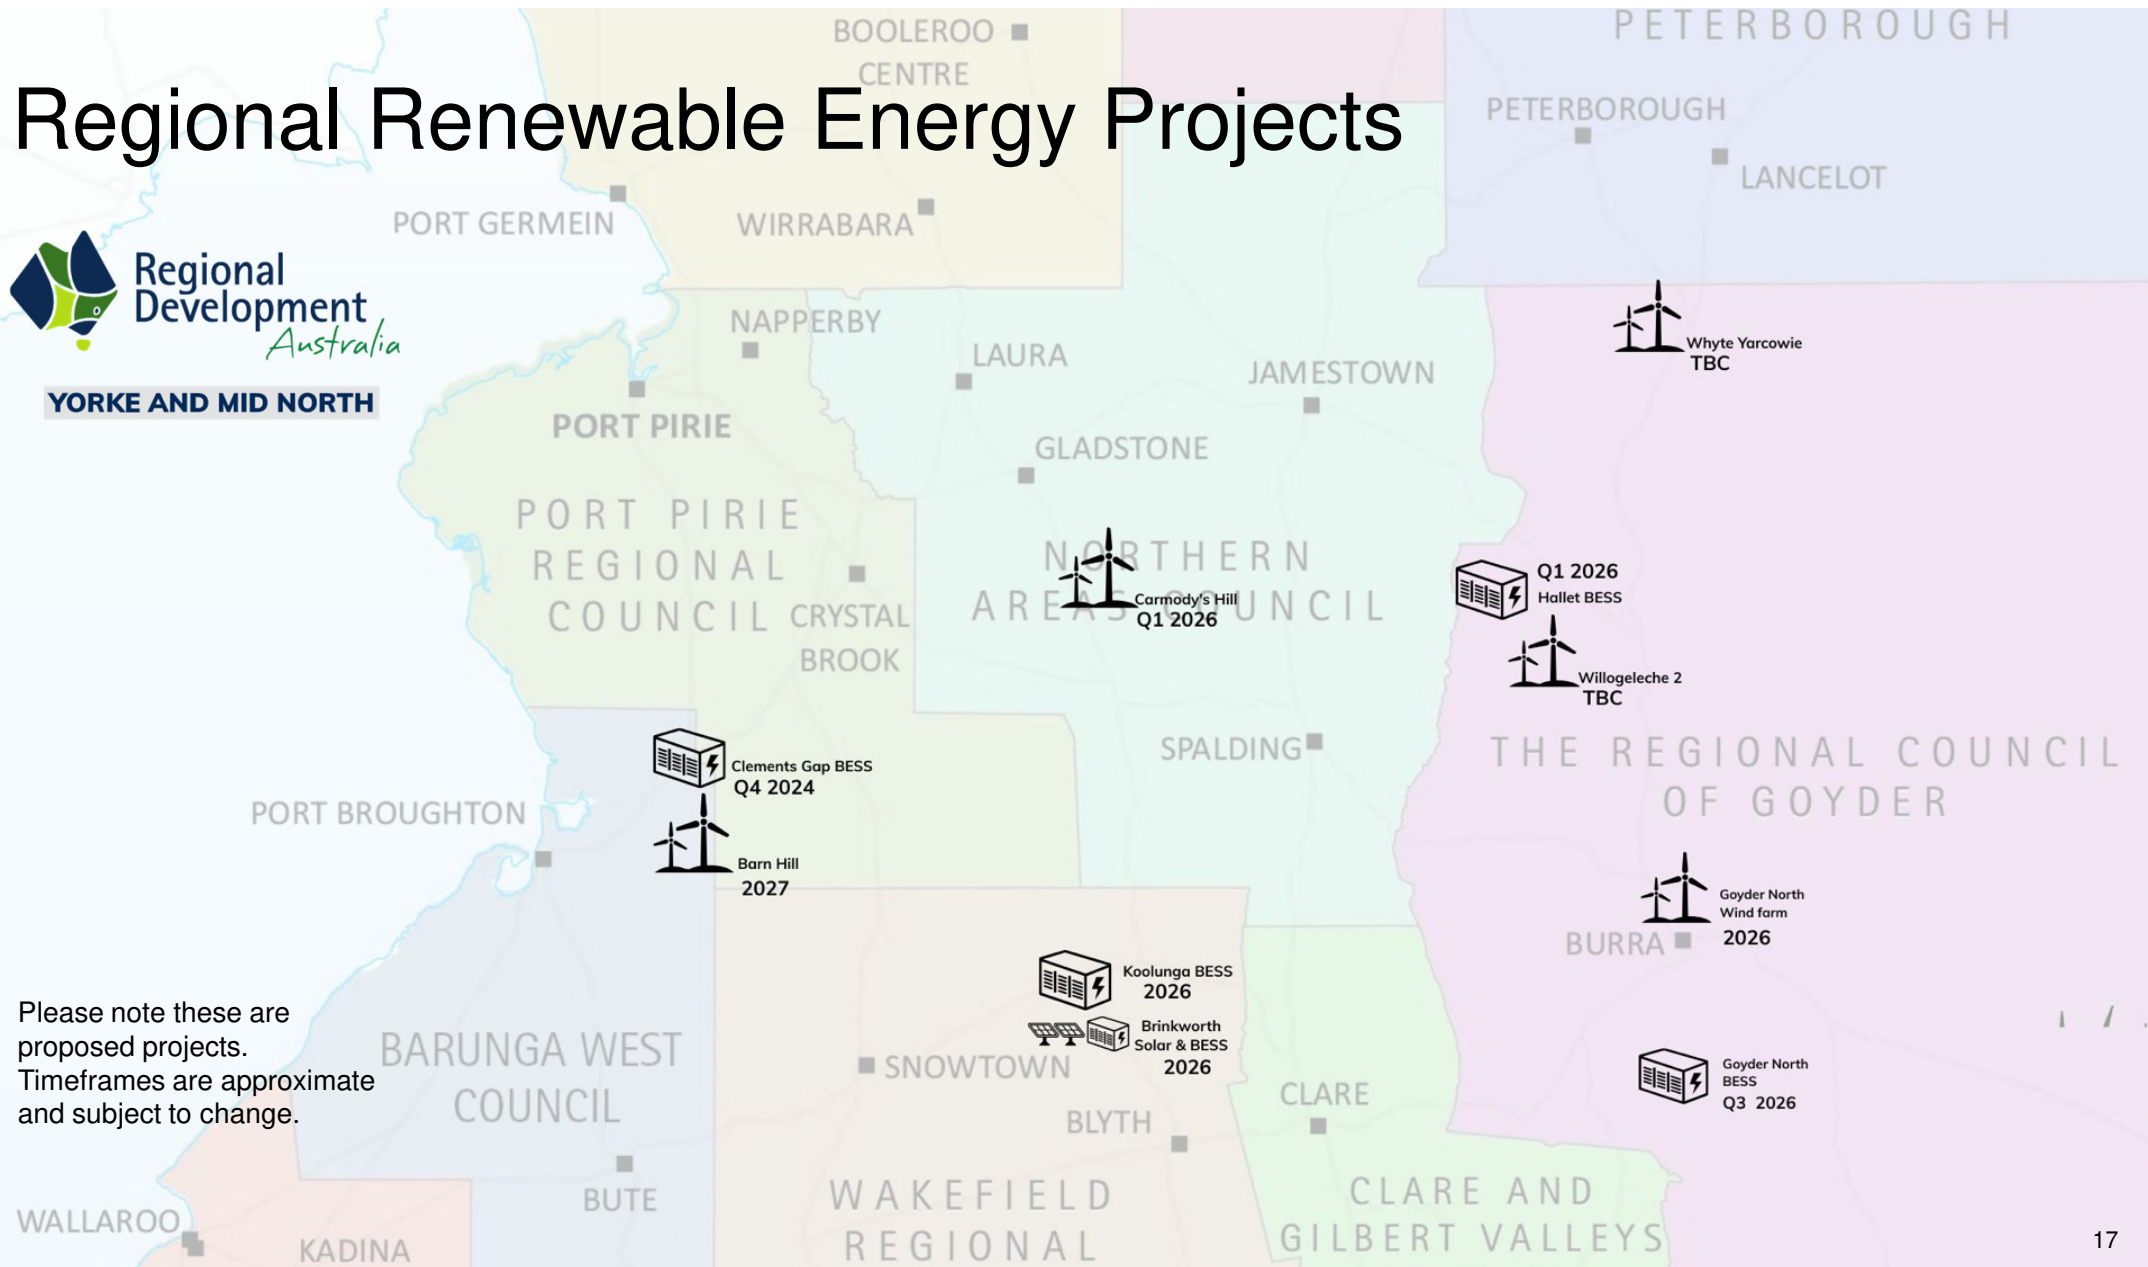 PETERBOROUGH
BOOLEROO
CENTRE
Regional Renewable Energy Projects
PETERBOROUGH
LANCELOT
PORT GERMEIN
WIRRABARA
Regional
Development
Australia
YORKE AND MID NORTH
NAPPERBY
LAURA
JAMESTOWN
Whyte Yarcowie
TBC
PORT PIRIE
GLADSTONE
PORT PIRIE
REGIONAL
COUNCIL
CRYSTAL
BROOK
NORTHERN
AREAS COUNCIL
Carmody's Hill
Q1 2026
Q1 2026
Hallet BESS
Willogeleche 2
TBC
SPALDING
THE REGIONAL COUNCIL
OF GOYDER
Clements Gap BESS
Q4 2024
PORT BROUGHTON
Barn Hill
2027
Goyder North
Wind farm
2026
BURRA
Koolunga BESS
2026
Brinkworth
Solar & BESS
2026
Please note these are
proposed projects.
Timeframes are approximate
and subject to change.
BARUNGA WEST
COUNCIL
SNOWTOWN
Goyder North
BESS
Q3 2026
CLARE
BLYTH
BUTE
WAKEFIELD
REGIONAL
CLARE AND
GILBERT VALLEYS
WALLAROO
KADINA
17